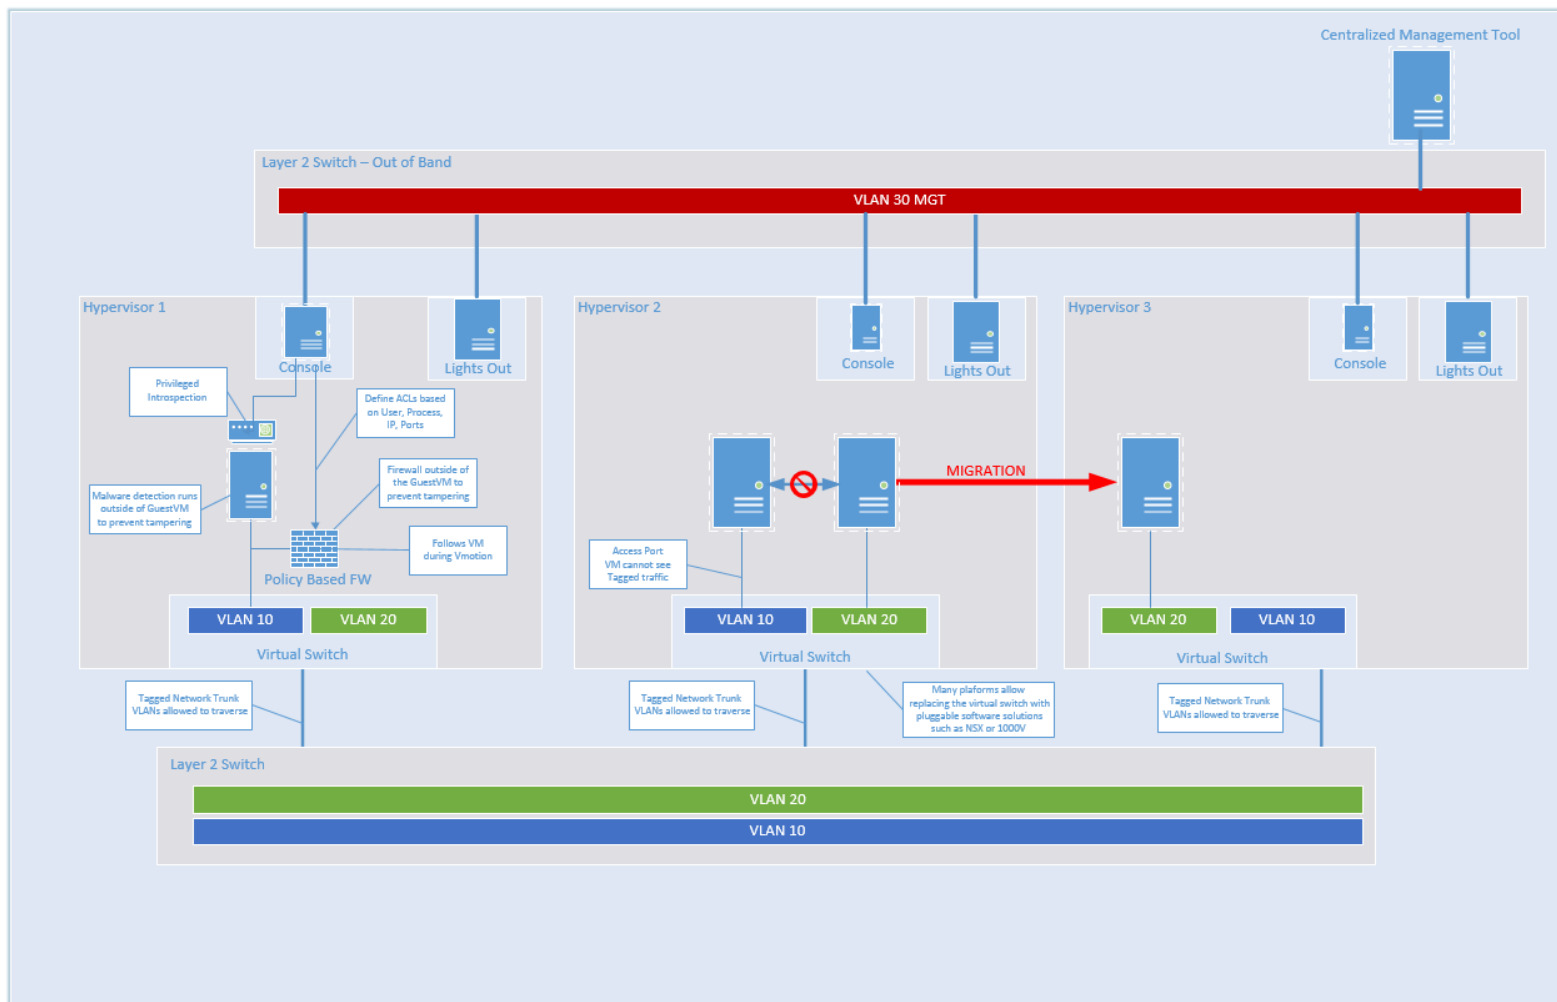 Centralized Management Tool
Layer 2 Switch – Out of Band
VLAN 30 MGT
Hypervisor 1
Console
Lights Out
Privileged
Introspection
Define ACLs based
on User, Process,
IP, Ports
Firewall outside of
the GuestVM to
prevent tampering
Malware detection runs
outside of GuestVM
to prevent tampering
Follows VM
during Vmotion
Policy Based FW
VLAN 10
VLAN 20
Virtual Switch
Hypervisor 2
Console
Lights Out
MIGRATION
Access Port
VM cannot see
Tagged traffic
VLAN 10
VLAN 20
Virtual Switch
Hypervisor 3
Console
Lights Out
VLAN 20
VLAN 10
Virtual Switch
Tagged Network Trunk
VLANs allowed to traverse
Tagged Network Trunk
VLANs allowed to traverse
Many plaforms allow
replacing the virtual switch with
pluggable software solutions
such as NSX or 1000V
Tagged Network Trunk
VLANs allowed to traverse
Layer 2 Switch
VLAN 20
VLAN 10